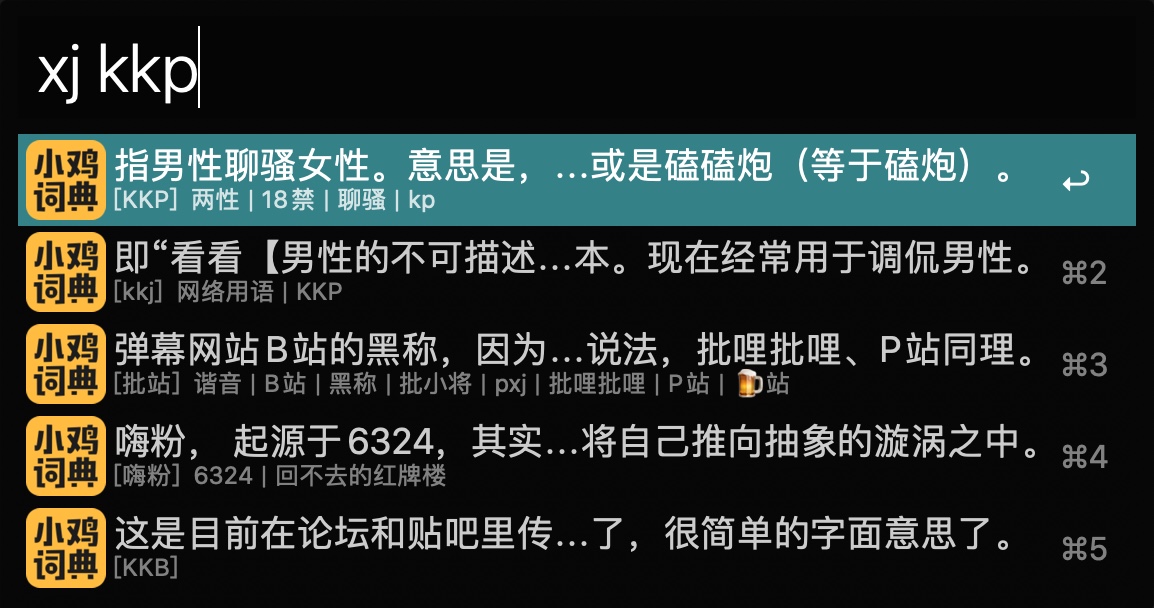 xj kkp
小鸡词典
指男性聊骚女性。意思是，…或是磕磕炮（等于磕炮）。
[KKP] 两性 | 18禁 | 聊骚 | kp
小鸡词典
即“看看【男性的不可描述…本。现在经常用于调侃男性。
⌘2
[kkj] 网络用语 | KKP
小鸡词典
弹幕网站B站的黑称，因为…说法，批哩批哩、P站同理。
⌘3
[批站] 谐音 | B站 | 黑称 | 批小将 | pxj | 批哩批哩 | P站 | 🍺站
小鸡词典
嗨粉， 起源于6324，其实…将自己推向抽象的漩涡之中。
⌘4
[嗨粉] 6324 | 回不去的红牌楼
小鸡词典
这是目前在论坛和贴吧里传…了，很简单的字面意思了。
⌘5
[KKB]